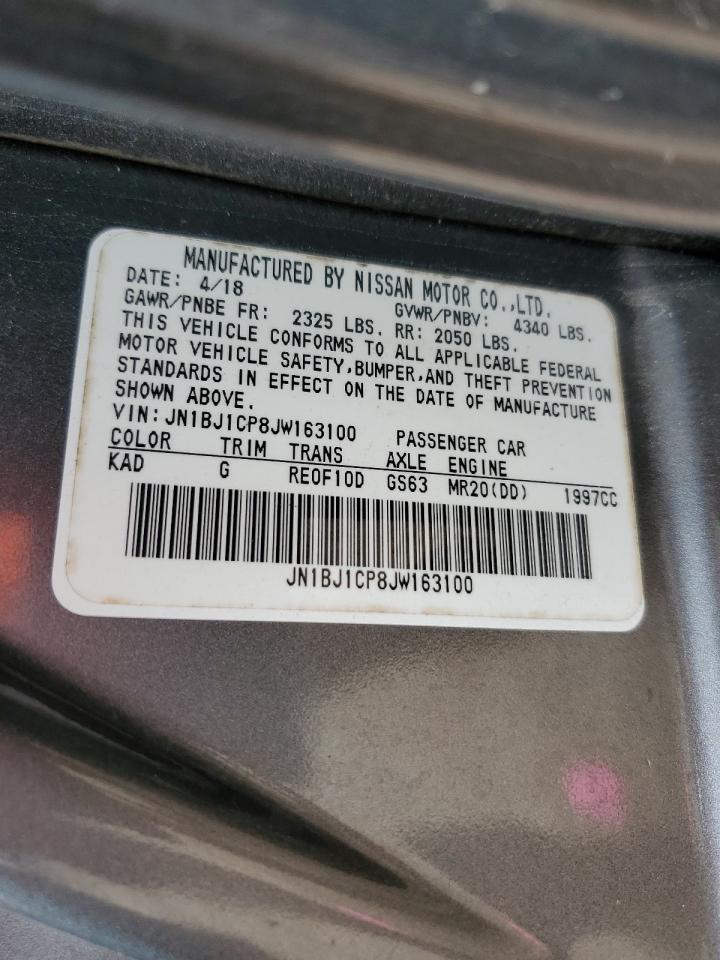 MANUFACTURED BY NISSAN MOTOR CO.,LTD.
DATE: 4/18 GVWR/PNBV: 4340 LBS.
GAWR/PNBE FR: 2325 LBS. RR: 2050 LBS.
THIS VEHICLE CONFORMS TO ALL APPLICABLE FEDERAL
MOTOR VEHICLE SAFETY,BUMPER,AND THEFT PREVENTION
STANDARDS IN EFFECT ON THE DATE OF MANUFACTURE
SHOWN ABOVE.
VIN:JN1BJ1CP8JW163100 PASSENGER CAR
COLOR TRIM TRANS AXLE ENGINE
KAD G RE0F10D GS63 MR20(DD) 1997CC
JN1BJ1CP8JW163100